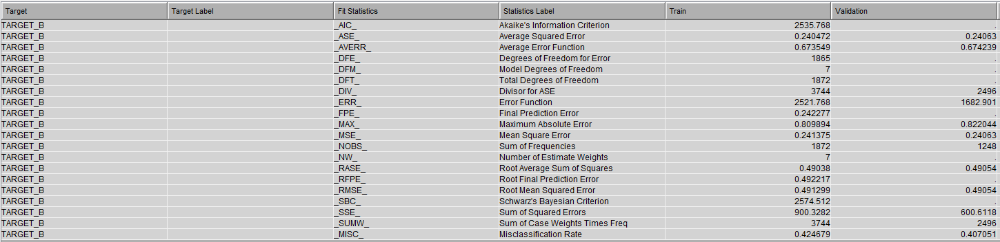 Target Target Label Fit Statistics Statistics Label Train Validation
TARGET_B _AIC_ Akaike's Information Criterion 2535.768 .
TARGET_B _ASE_ Average Squared Error 0.240472 0.24063
TARGET_B _AVERR_ Average Error Function 0.673549 0.674239
TARGET_B _DFE_ Degrees of Freedom for Error 1865 .
TARGET_B _DFM_ Model Degrees of Freedom 7 .
TARGET_B _DFT_ Total Degrees of Freedom 1872 .
TARGET_B _DIV_ Divisor for ASE 3744 2496
TARGET_B _ERR_ Error Function 2521.768 1682.901
TARGET_B _FPE_ Final Prediction Error 0.242277 .
TARGET_B _MAX_ Maximum Absolute Error 0.809894 0.822044
TARGET_B _MSE_ Mean Square Error 0.241375 0.24063
TARGET_B _NOBS_ Sum of Frequencies 1872 1248
TARGET_B _NW_ Number of Estimate Weights 7 .
TARGET_B _RASE_ Root Average Sum of Squares 0.49038 0.49054
TARGET_B _RFPE_ Root Final Prediction Error 0.492217 .
TARGET_B _RMSE_ Root Mean Squared Error 0.491299 0.49054
TARGET_B _SBC_ Schwarz's Bayesian Criterion 2574.512 .
TARGET_B _SSE_ Sum of Squared Errors 900.3282 600.6118
TARGET_B _SUMW_ Sum of Case Weights Times Freq 3744 2496
TARGET_B _MISC_ Misclassification Rate 0.424679 0.407051